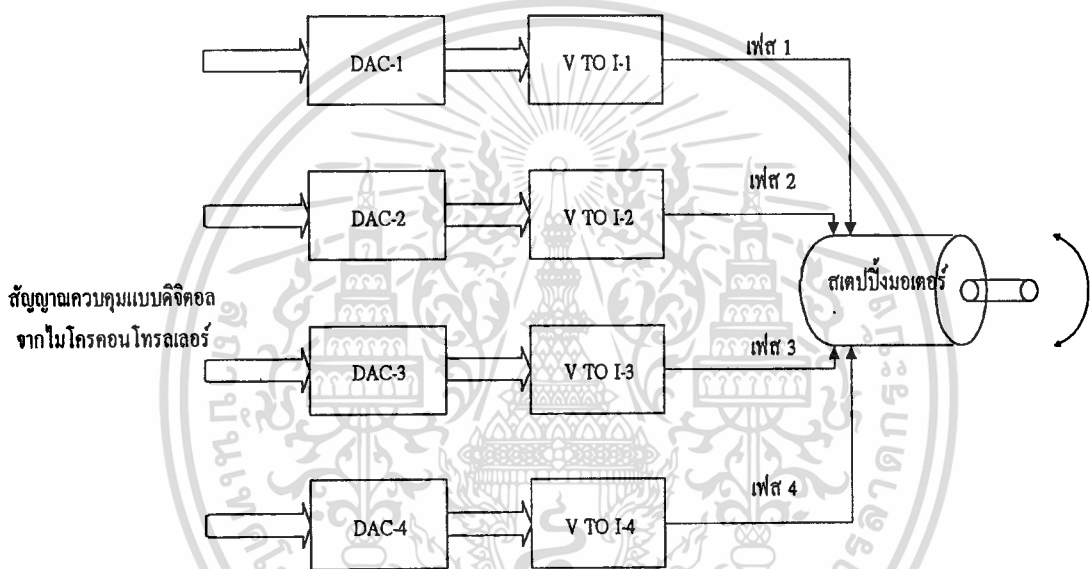 DAC-1
V TO I-1
เฟส 1
DAC-2
V TO I-2
เฟส 2
สัญญาณควบคุมแบบดิจิตอล
จากไมโครคอนโทรลเลอร์
สเตปปิ้งมอเตอร์
DAC-3
V TO I-3
เฟส 3
DAC-4
V TO I-4
เฟส 4